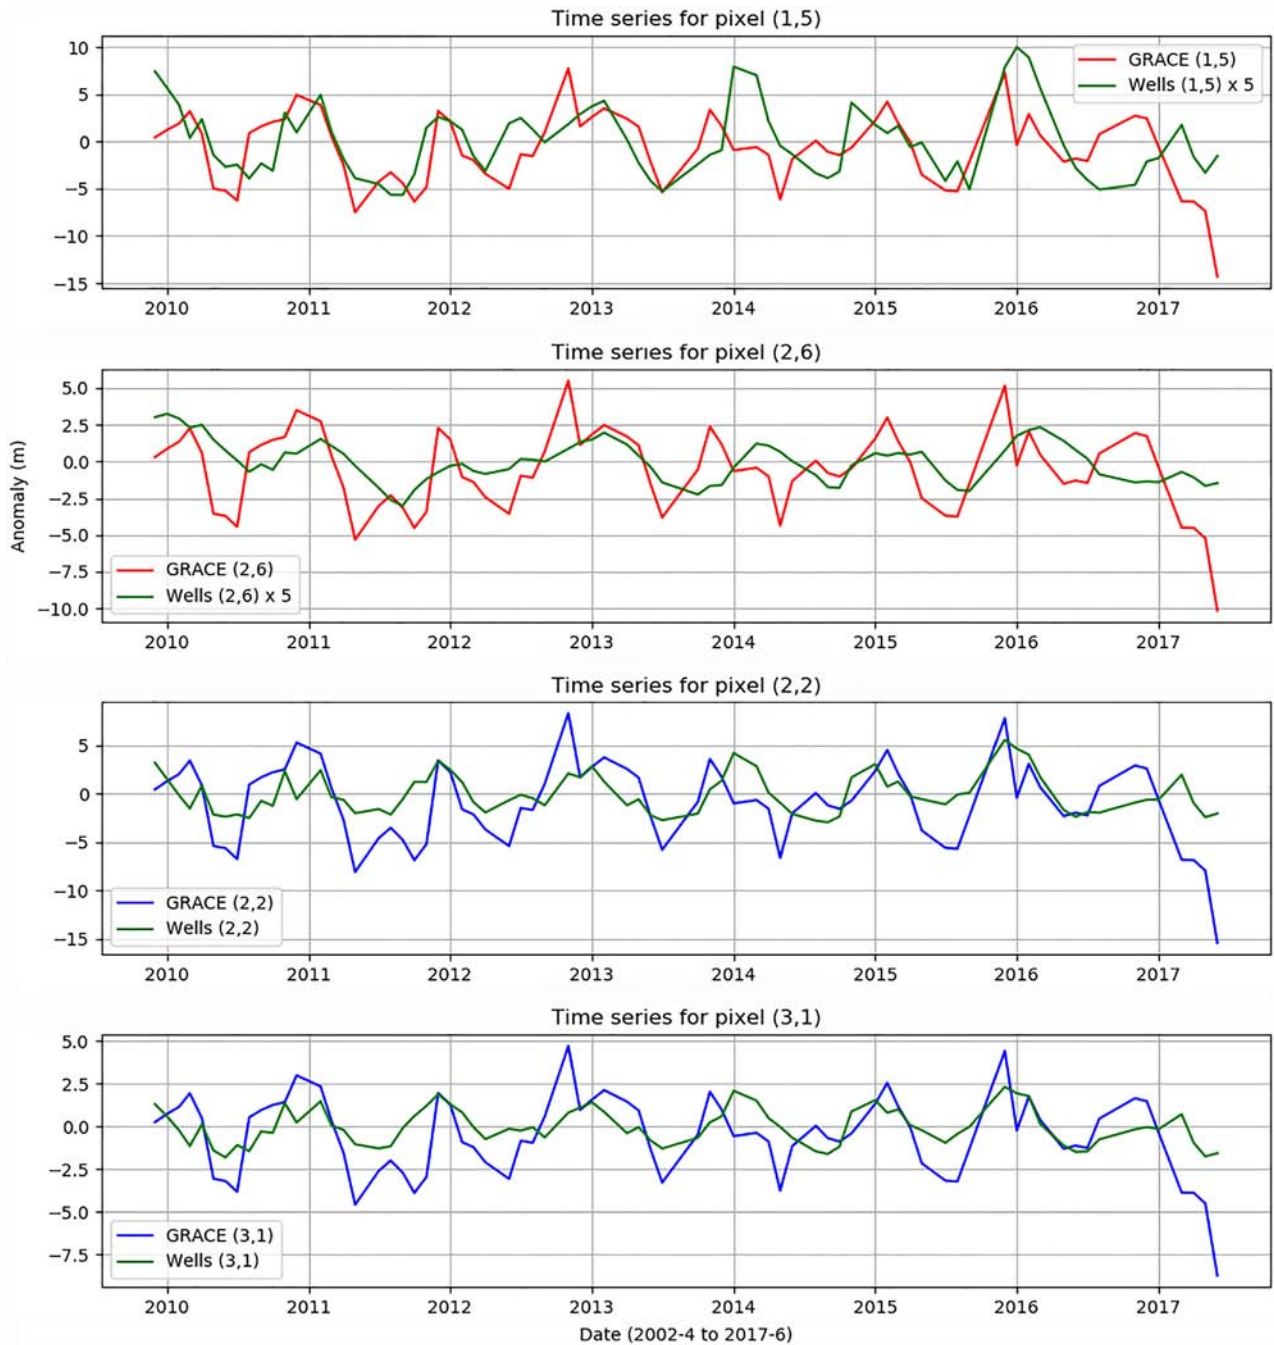 Time series for pixel (1,5)
10
5
0
−5
−10
−15
GRACE (1,5)
Wells (1,5) x 5
2010 2011 2012 2013 2014 2015 2016 2017
Time series for pixel (2,6)
5.0
2.5
0.0
−2.5
−5.0
−7.5
−10.0
GRACE (2,6)
Wells (2,6) x 5
2010 2011 2012 2013 2014 2015 2016 2017
Anomaly (m)
Time series for pixel (2,2)
5
0
−5
−10
−15
GRACE (2,2)
Wells (2,2)
2010 2011 2012 2013 2014 2015 2016 2017
Time series for pixel (3,1)
5.0
2.5
0.0
−2.5
−5.0
−7.5
GRACE (3,1)
Wells (3,1)
2010 2011 2012 2013 2014 2015 2016 2017
Date (2002-4 to 2017-6)